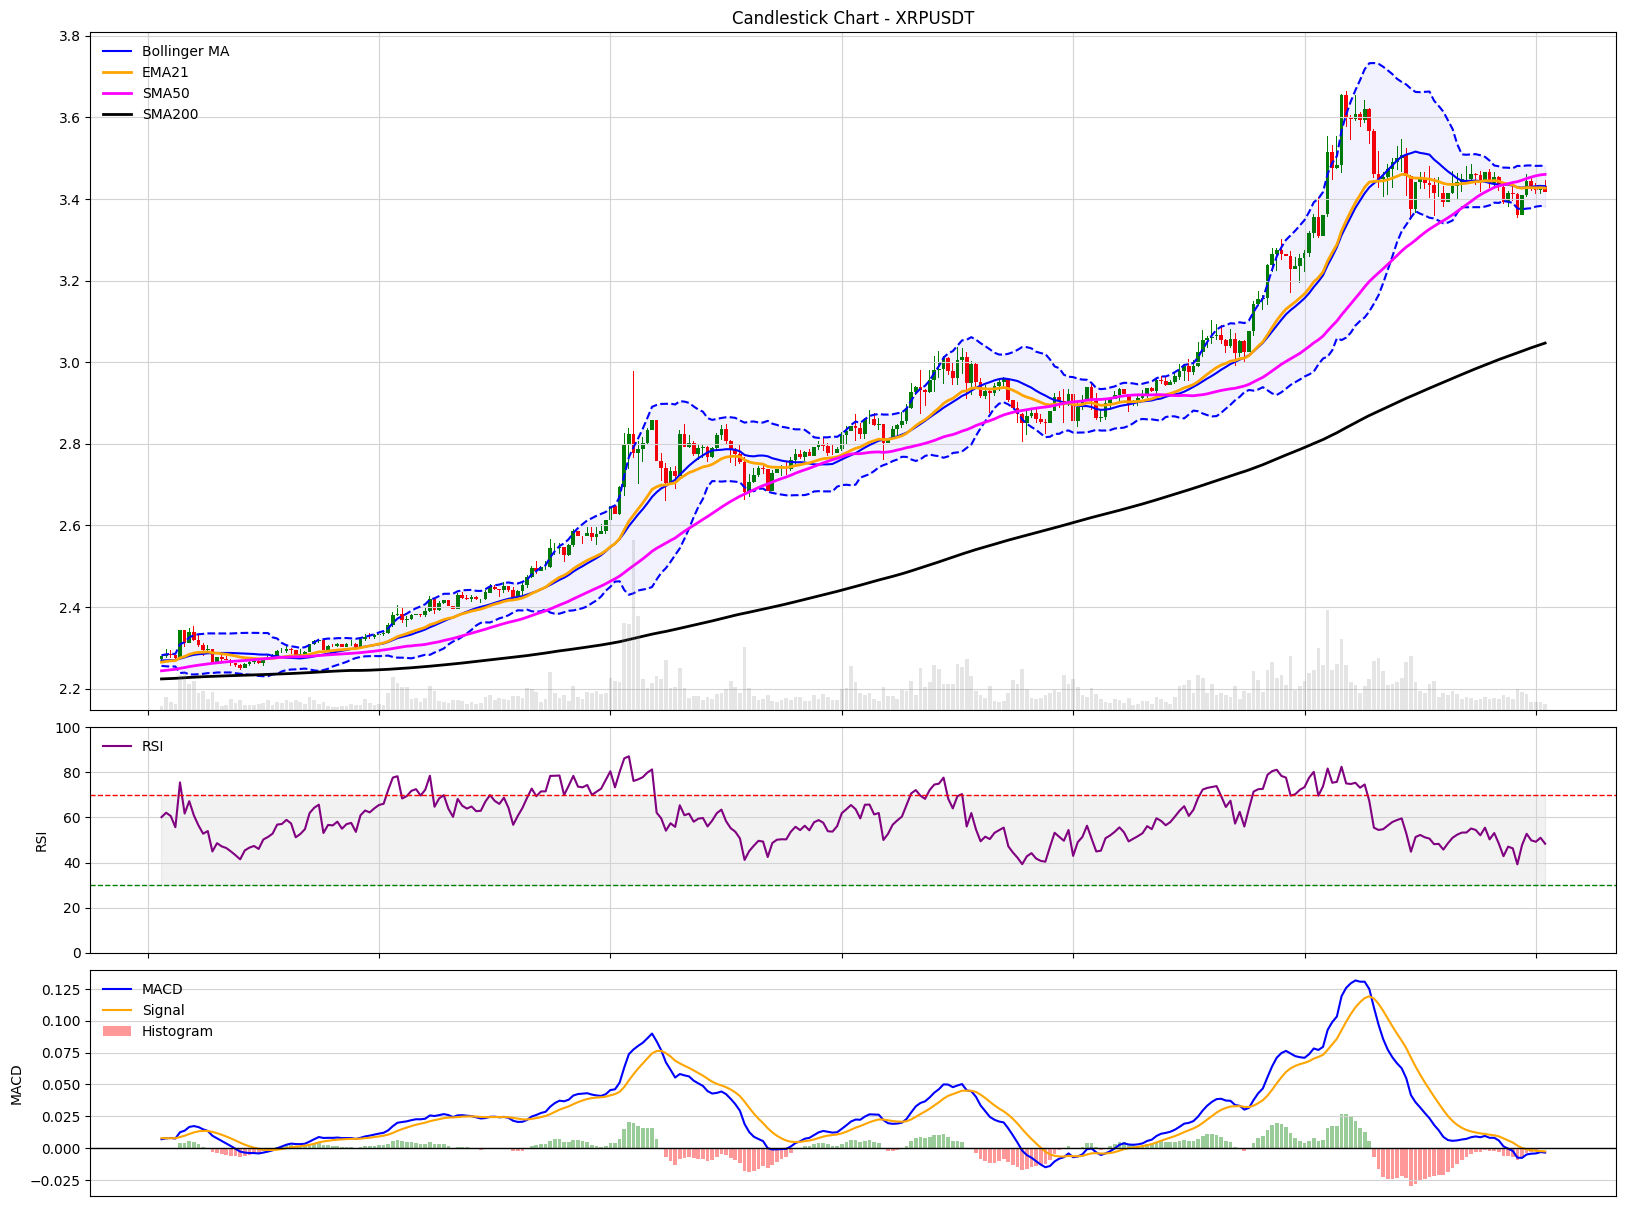 Candlestick Chart - XRPUSDT
3.8
3.6
3.4
3.2
3.0
2.8
2.6
2.4
2.2
Bollinger MA
EMA21
SMA50
SMA200
100
80
60
40
20
0
RSI
RSI
0.125
0.100
0.075
0.050
0.025
0.000
−0.025
MACD
MACD
Signal
Histogram